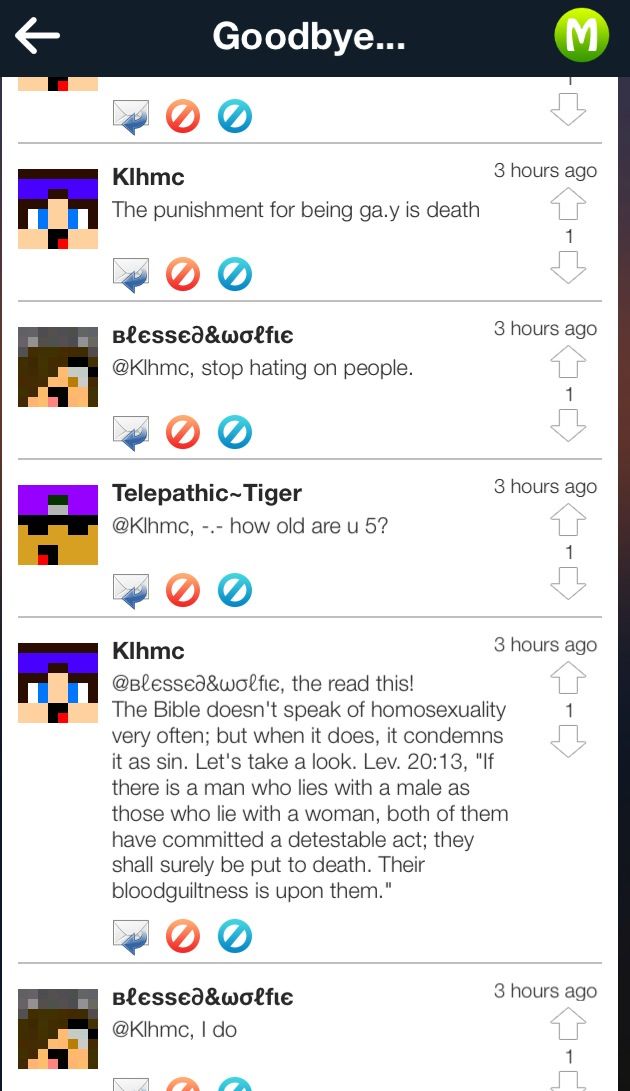 Goodbye...
M
1
Klhmc
3 hours ago
The punishment for being ga.y is death
1
вℓєѕѕє∂&ωσℓfιє
3 hours ago
@Klhmc, stop hating on people.
1
Telepathic~Tiger
3 hours ago
@Klhmc, -.- how old are u 5?
1
Klhmc
3 hours ago
@вℓєѕѕє∂&ωσℓfιє, the read this!
The Bible doesn't speak of homosexuality
very often; but when it does, it condemns
it as sin. Let's take a look. Lev. 20:13, "If
there is a man who lies with a male as
those who lie with a woman, both of them
have committed a detestable act; they
shall surely be put to death. Their
bloodguiltness is upon them."
1
вℓєѕѕє∂&ωσℓfιє
3 hours ago
@Klhmc, I do
1